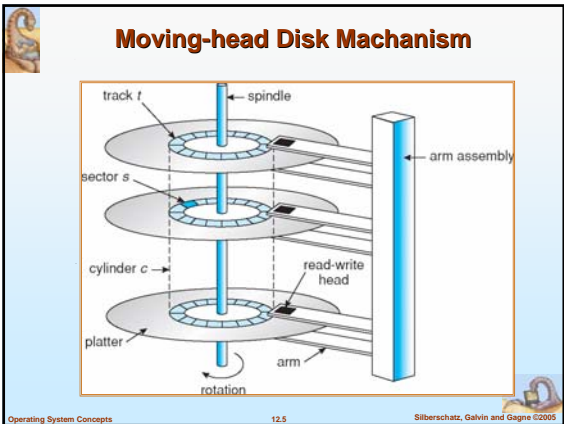 Moving-head Disk Machanism
track t
spindle
arm assembly
sector s
cylinder c
read-write
head
platter
arm
rotation
Operating System Concepts
12.5
Silberschatz, Galvin and Gagne ©2005